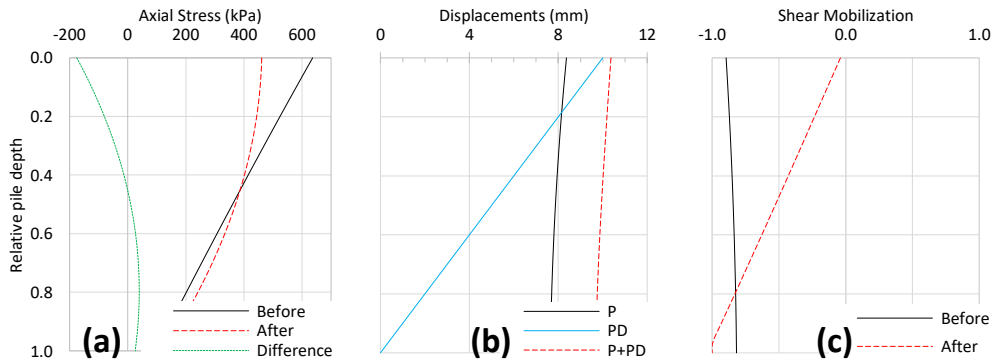 Axial Stress (kPa)
-200 0 200 400 600
Relative pile depth
0.0
0.2
0.4
0.6
0.8
1.0
(a)
Before
After
Difference
Displacements (mm)
0 4 8 12
(b)
P
PD
P+PD
Shear Mobilization
-1.0 0.0 1.0
(c)
Before
After